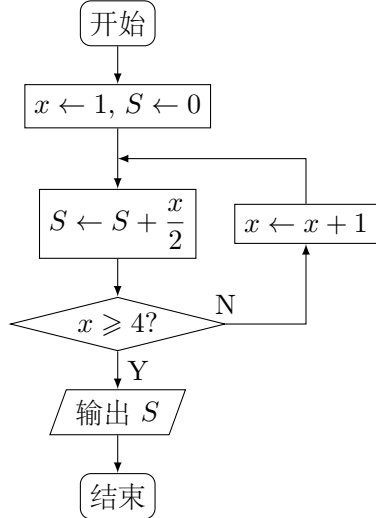 开始
x ← 1, S ← 0
S ← S + x/2
x ← x + 1
x ⩾ 4?
N
Y
输出 S
结束